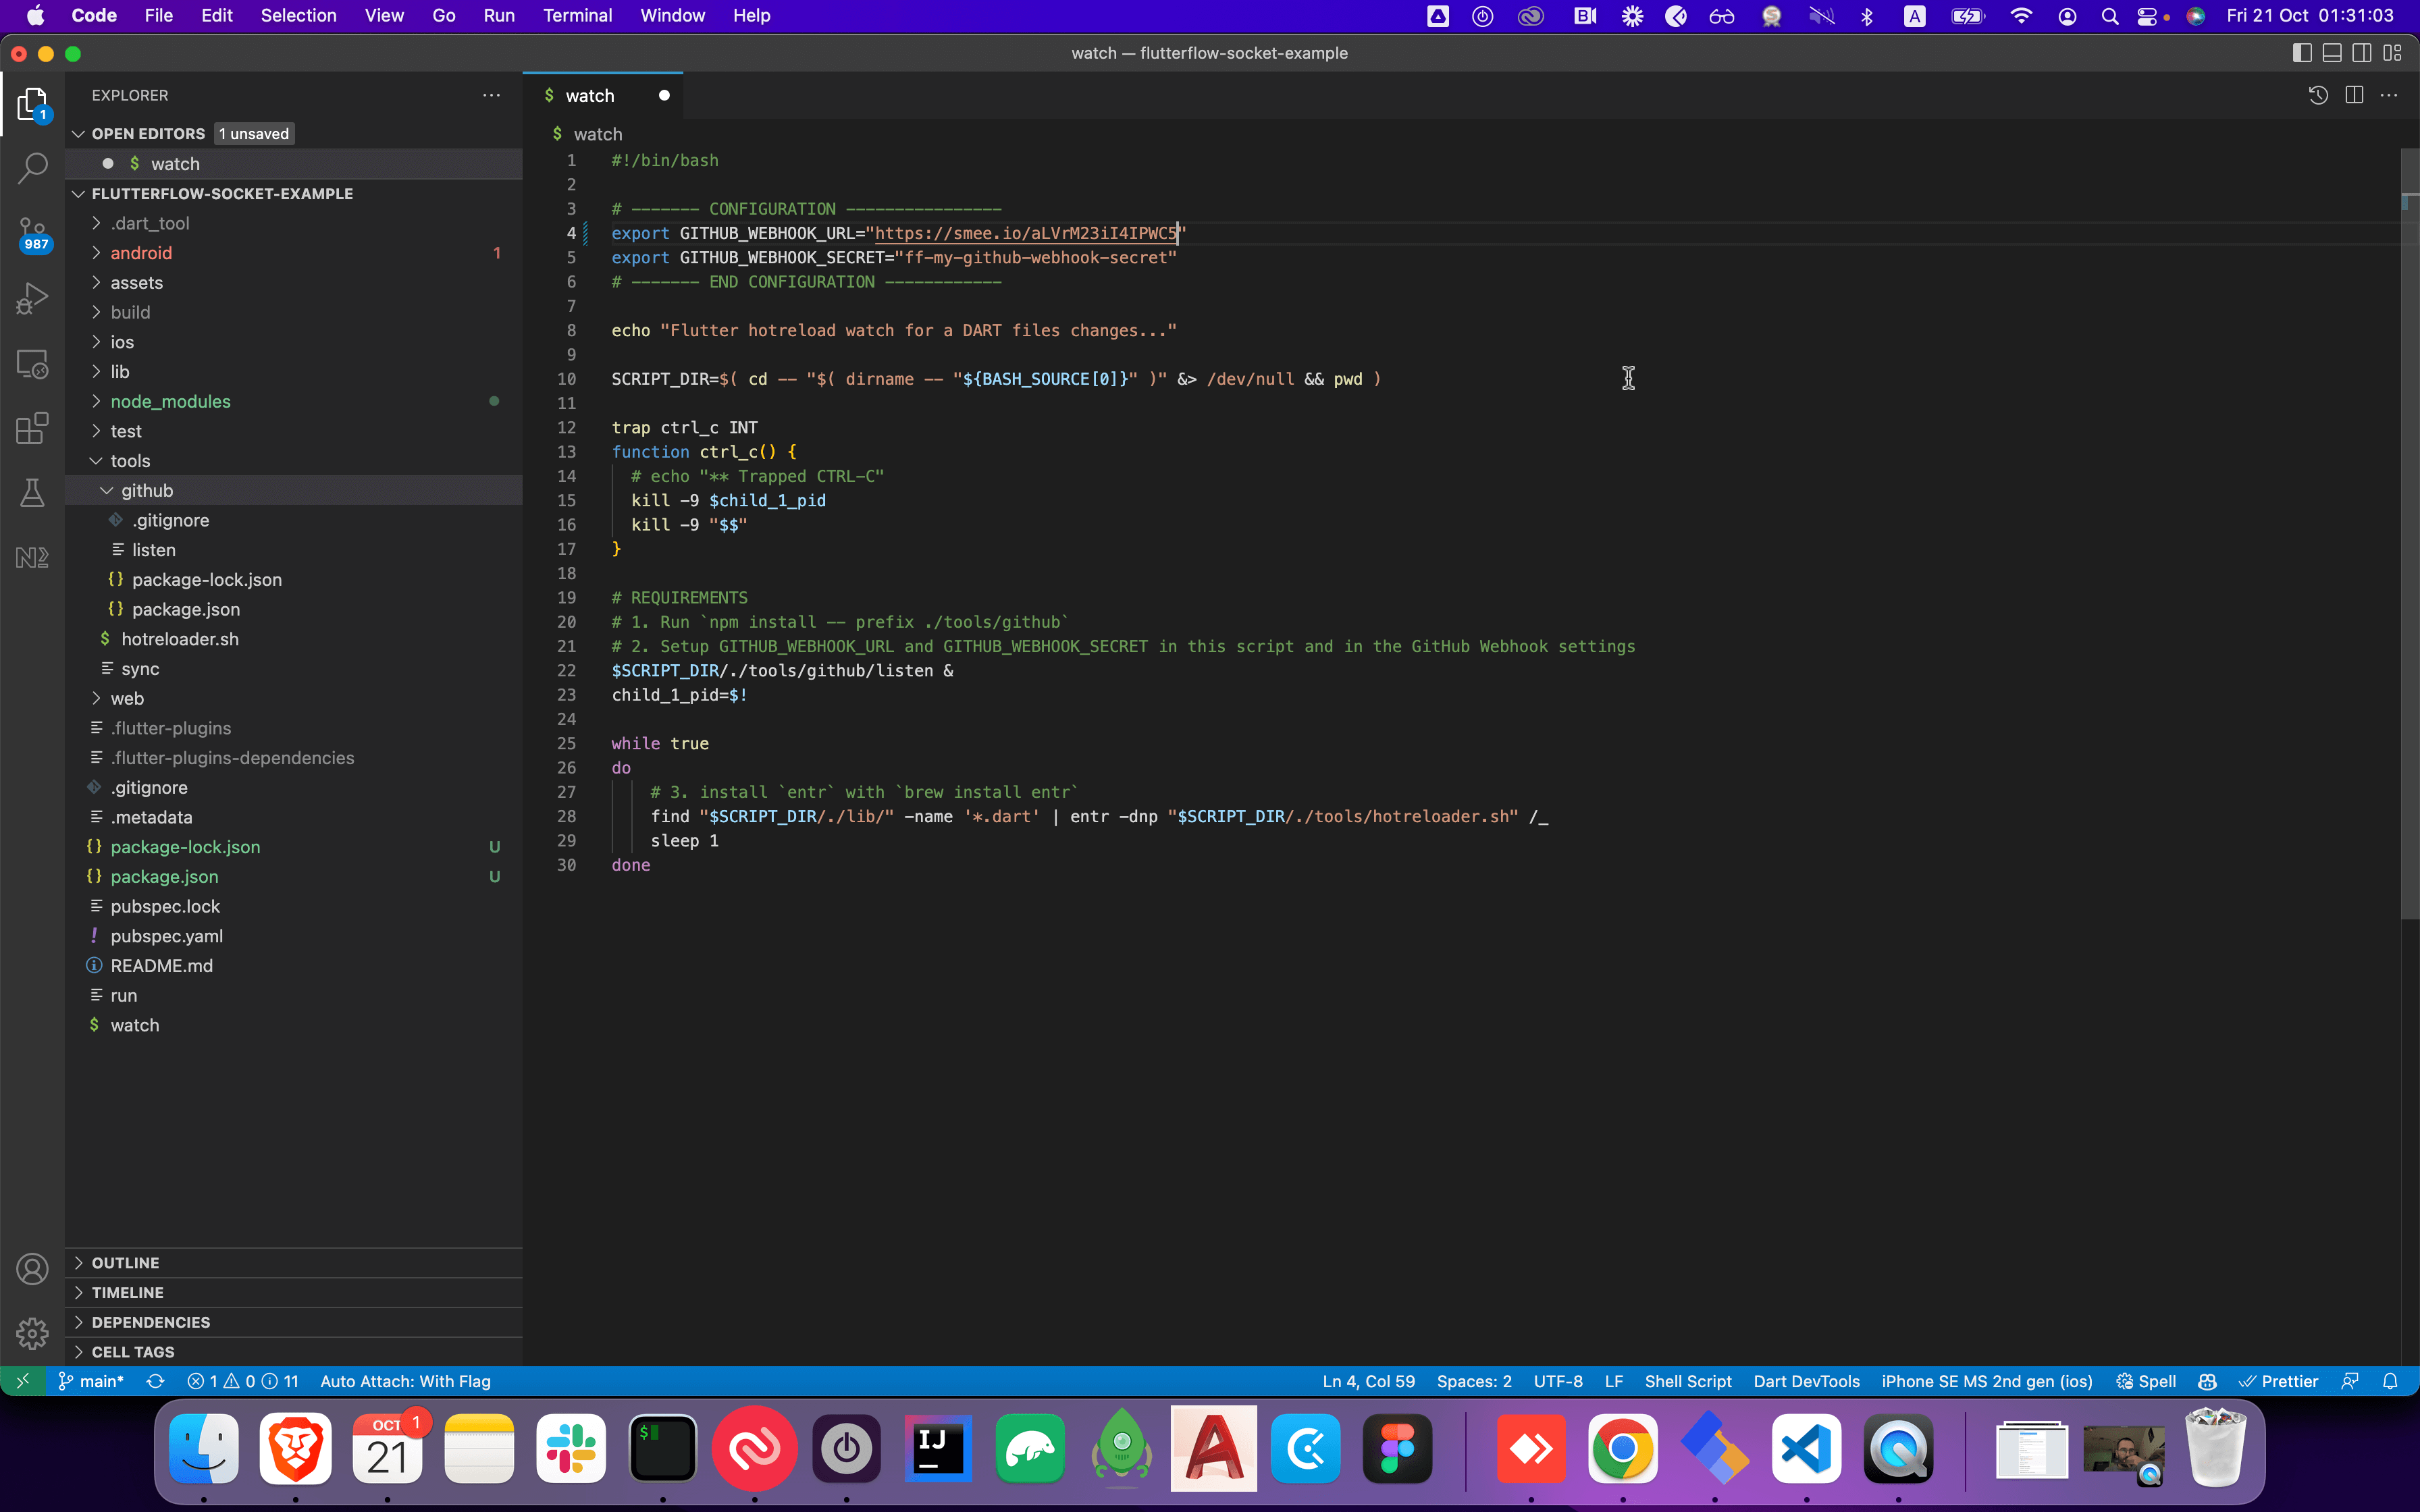 Code File Edit Selection View Go Run Terminal Window Help A Fri 21 Oct 01:31:03
watch — flutterflow-socket-example
EXPLORER
1
OPEN EDITORS 1 unsaved
$ watch
987
FLUTTERFLOW-SOCKET-EXAMPLE
.dart_tool
android 1
assets
build
ios
lib
node_modules
test
tools
github
.gitignore
listen
{} package-lock.json
{} package.json
$ hotreloader.sh
sync
web
.flutter-plugins
.flutter-plugins-dependencies
.gitignore
.metadata
{} package-lock.json U
{} package.json U
pubspec.lock
! pubspec.yaml
README.md
run
$ watch
OUTLINE
TIMELINE
DEPENDENCIES
CELL TAGS
$ watch
$ watch
1 #!/bin/bash
2
3 # ------- CONFIGURATION ----------------
4 export GITHUB_WEBHOOK_URL="https://smee.io/aLVrM23iI4IPWC5"
5 export GITHUB_WEBHOOK_SECRET="ff-my-github-webhook-secret"
6 # ------- END CONFIGURATION ------------
7
8 echo "Flutter hotreload watch for a DART files changes..."
9
10 SCRIPT_DIR=$( cd -- "$( dirname -- "${BASH_SOURCE[0]}" )" &> /dev/null && pwd )
11
12 trap ctrl_c INT
13 function ctrl_c() {
14 # echo "** Trapped CTRL-C"
15 kill -9 $child_1_pid
16 kill -9 "$$"
17 }
18
19 # REQUIREMENTS
20 # 1. Run `npm install -- prefix ./tools/github`
21 # 2. Setup GITHUB_WEBHOOK_URL and GITHUB_WEBHOOK_SECRET in this script and in the GitHub Webhook settings
22 $SCRIPT_DIR/./tools/github/listen &
23 child_1_pid=$!
24
25 while true
26 do
27 # 3. install `entr` with `brew install entr`
28 find "$SCRIPT_DIR/./lib/" -name '*.dart' | entr -dnp "$SCRIPT_DIR/./tools/hotreloader.sh" /_
29 sleep 1
30 done
main* 1 0 11 Auto Attach: With Flag Ln 4, Col 59 Spaces: 2 UTF-8 LF Shell Script Dart DevTools iPhone SE MS 2nd gen (ios) Spell Prettier
OCT 1
21
$
IJ